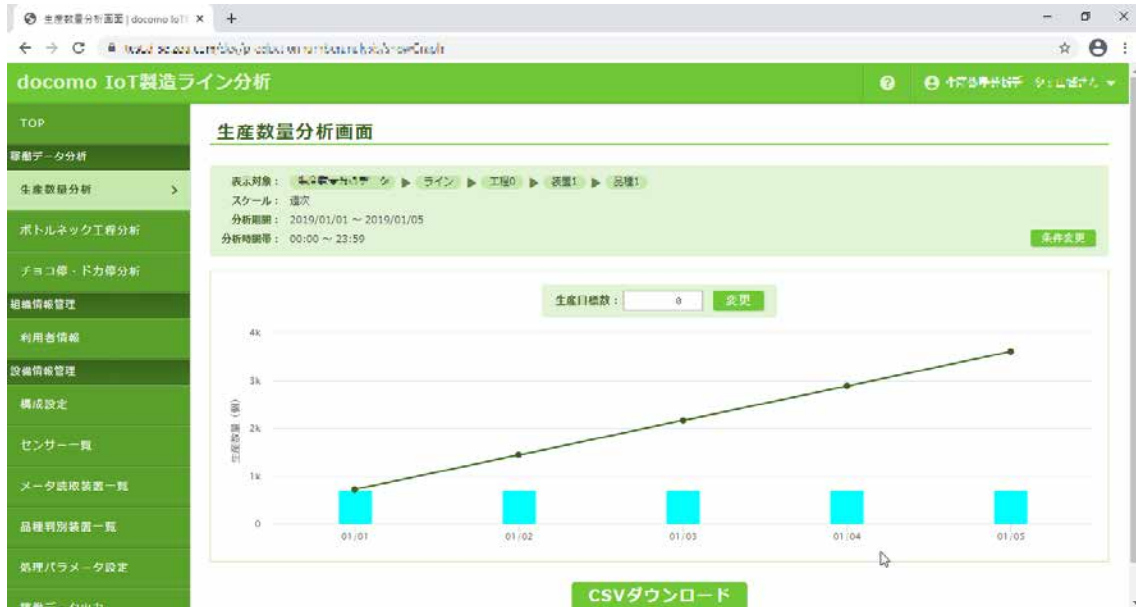 生産数量分析画面 | docomo IoT
docomo IoT製造ライン分析
TOP
稼働データ分析
生産数量分析
ボトルネック工程分析
チョコ停・ドカ停分析
組織情報管理
利用者情報
設備情報管理
構成設定
センサー一覧
メータ読取装置一覧
品種判別装置一覧
処理パラメータ設定
生産数量分析画面
表示対象： ライン 工程0 装置1 品種1
スケール： 週次
分析期間： 2019/01/01 ～ 2019/01/05
分析時間帯： 00:00 ～ 23:59
条件変更
生産目標数： 0 変更
生産数量（個）
4k
3k
2k
1k
0
01/01 01/02 01/03 01/04 01/05
CSVダウンロード